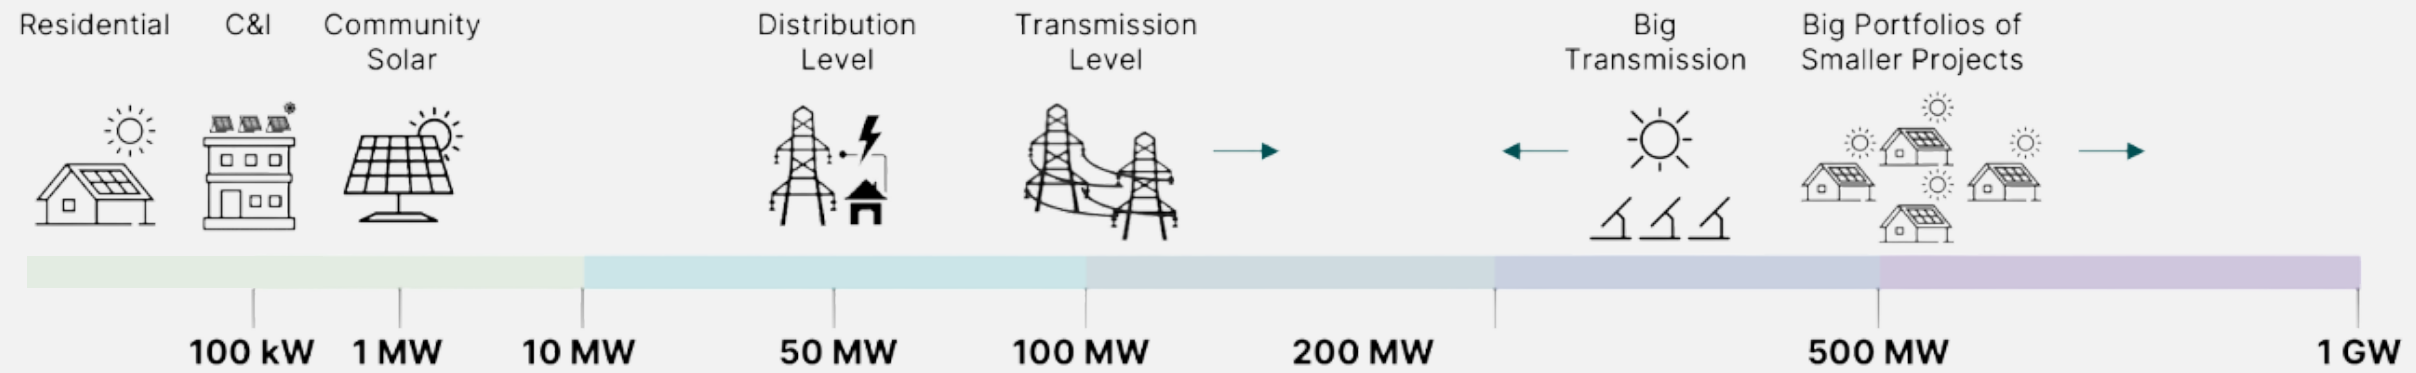 Residential
C&I
Community
Solar
Distribution
Level
Transmission
Level
Big
Transmission
Big Portfolios of
Smaller Projects
100 kW
1 MW
10 MW
50 MW
100 MW
200 MW
500 MW
1 GW